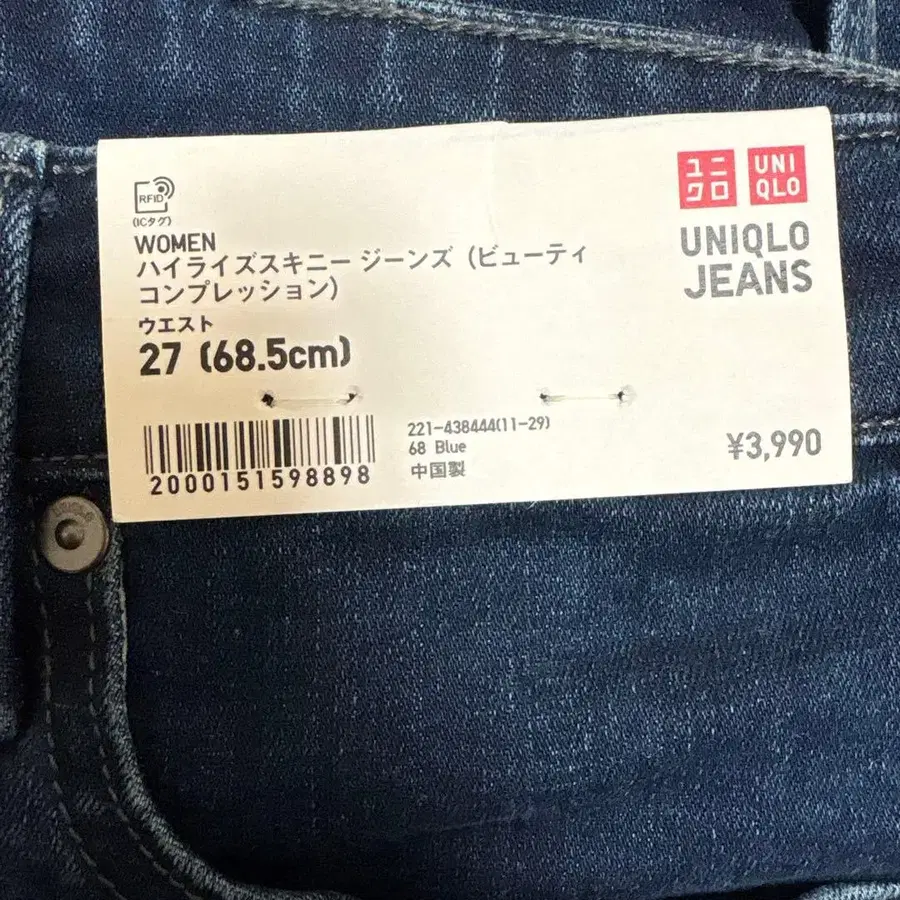 RFID
(ICタグ)
WOMEN
ハイライズスキニー ジーンズ (ビューティ
コンプレッション)
ウエスト
27 (68.5cm)
2000151598898
ユニ
クロ
UNI
QLO
UNIQLO
JEANS
221-438444(11-29)
68 Blue
中国製
¥3,990
UNIQLO